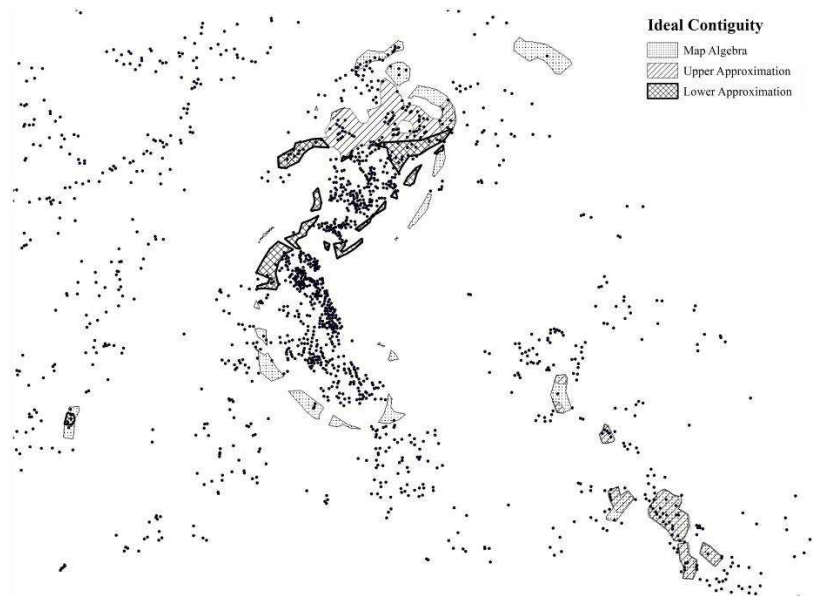 Ideal Contiguity
Map Algebra
Upper Approximation
Lower Approximation